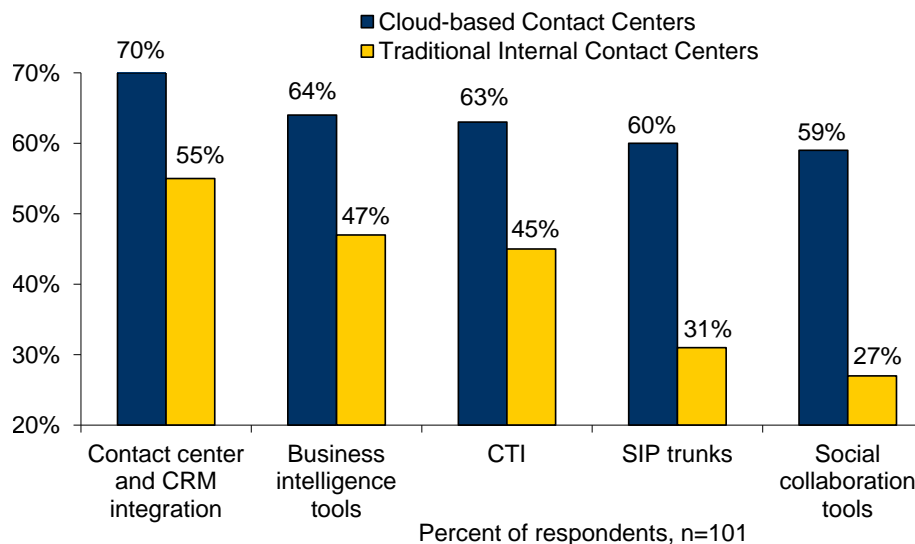 Cloud-based Contact Centers
Traditional Internal Contact Centers
70%
64%
63%
60%
59%
55%
47%
45%
31%
27%
70%
60%
50%
40%
30%
20%
Contact center
and CRM
integration
Business
intelligence
tools
CTI
SIP trunks
Social
collaboration
tools
Percent of respondents, n=101